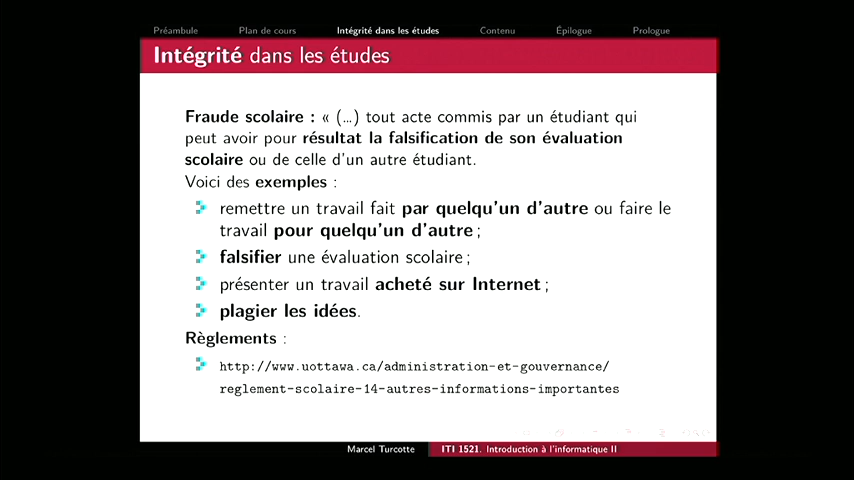 Préambule Plan de cours Intégrité dans les études Contenu Épilogue Prologue
Intégrité dans les études
Fraude scolaire : « (…) tout acte commis par un étudiant qui
peut avoir pour résultat la falsification de son évaluation
scolaire ou de celle d'un autre étudiant.
Voici des exemples :
remettre un travail fait par quelqu'un d'autre ou faire le
travail pour quelqu'un d'autre ;
falsifier une évaluation scolaire ;
présenter un travail acheté sur Internet ;
plagier les idées.
Règlements :
http://www.uottawa.ca/administration-et-gouvernance/
reglement-scolaire-14-autres-informations-importantes
Marcel Turcotte ITI 1521. Introduction à l'informatique II